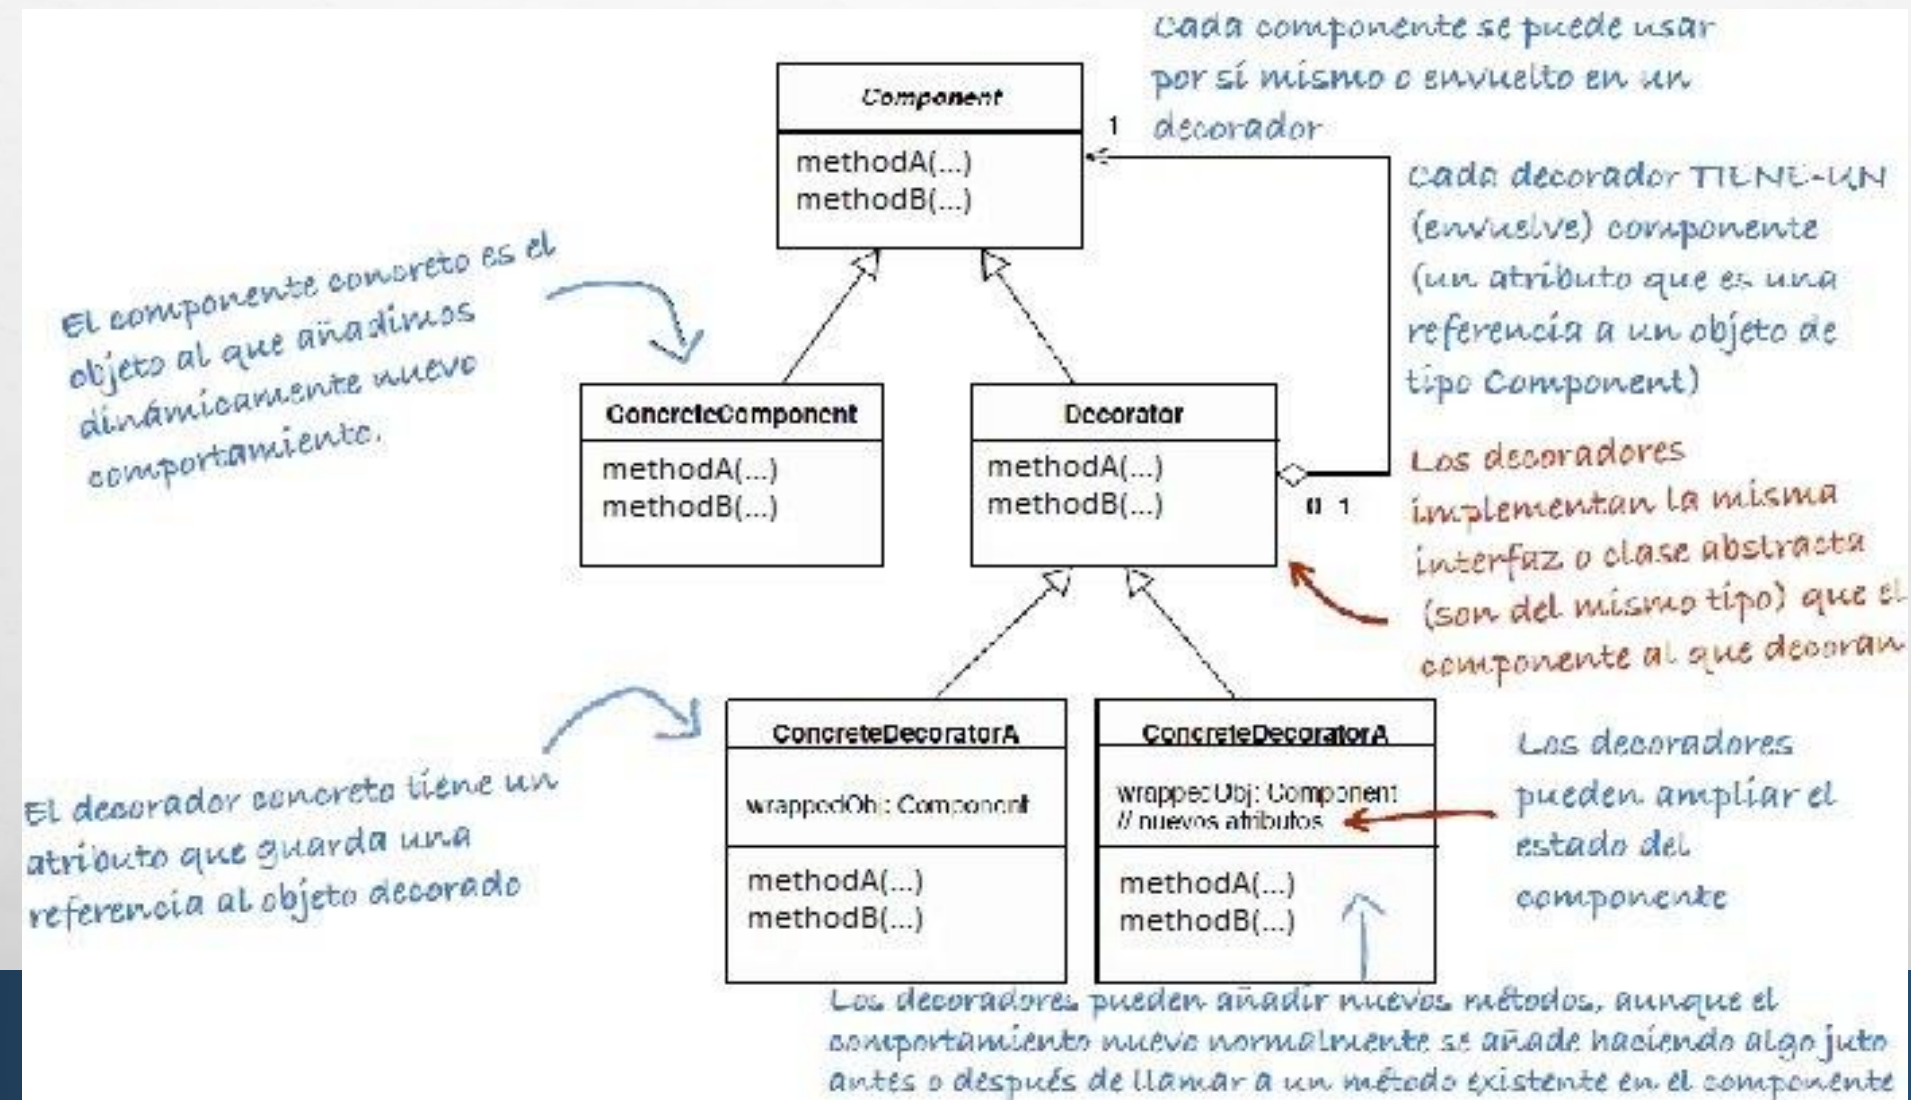 Cada componente se puede usar
por sí mismo o envuelto en un
decorador
Component
methodA(...)
methodB(...)
1
Cada decorador TIENE-UN
(envuelve) componente
(un atributo que es una
referencia a un objeto de
tipo Component)
El componente concreto es el
objeto al que añadimos
dinámicamente nuevo
comportamiento.
ConcreteComponent
methodA(...)
methodB(...)
Decorator
methodA(...)
methodB(...)
0 1
Los decoradores
implementan la misma
interfaz o clase abstracta
(son del mismo tipo) que el
componente al que decoran
El decorador concreto tiene un
atributo que guarda una
referencia al objeto decorado
ConcreteDecoratorA
wrappedObj: Component
methodA(...)
methodB(...)
ConcreteDecoratorA
wrappedObj: Component
// nuevos atributos
methodA(...)
methodB(...)
Los decoradores
pueden ampliar el
estado del
componente
Los decoradores pueden añadir nuevos métodos, aunque el
comportamiento nuevo normalmente se añade haciendo algo juto
antes o después de llamar a un método existente en el componente